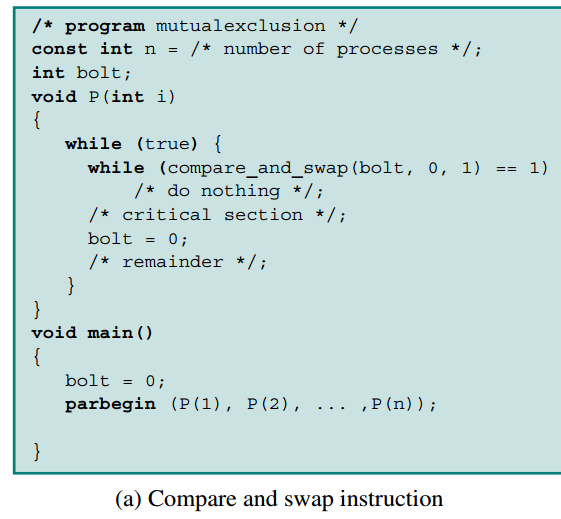 /* program mutualexclusion */
const int n = /* number of processes */;
int bolt;
void P(int i)
{
while (true) {
while (compare_and_swap(bolt, 0, 1) == 1)
/* do nothing */;
/* critical section */;
bolt = 0;
/* remainder */;
}
}
void main()
{
bolt = 0;
parbegin (P(1), P(2), ... ,P(n));
}
(a) Compare and swap instruction